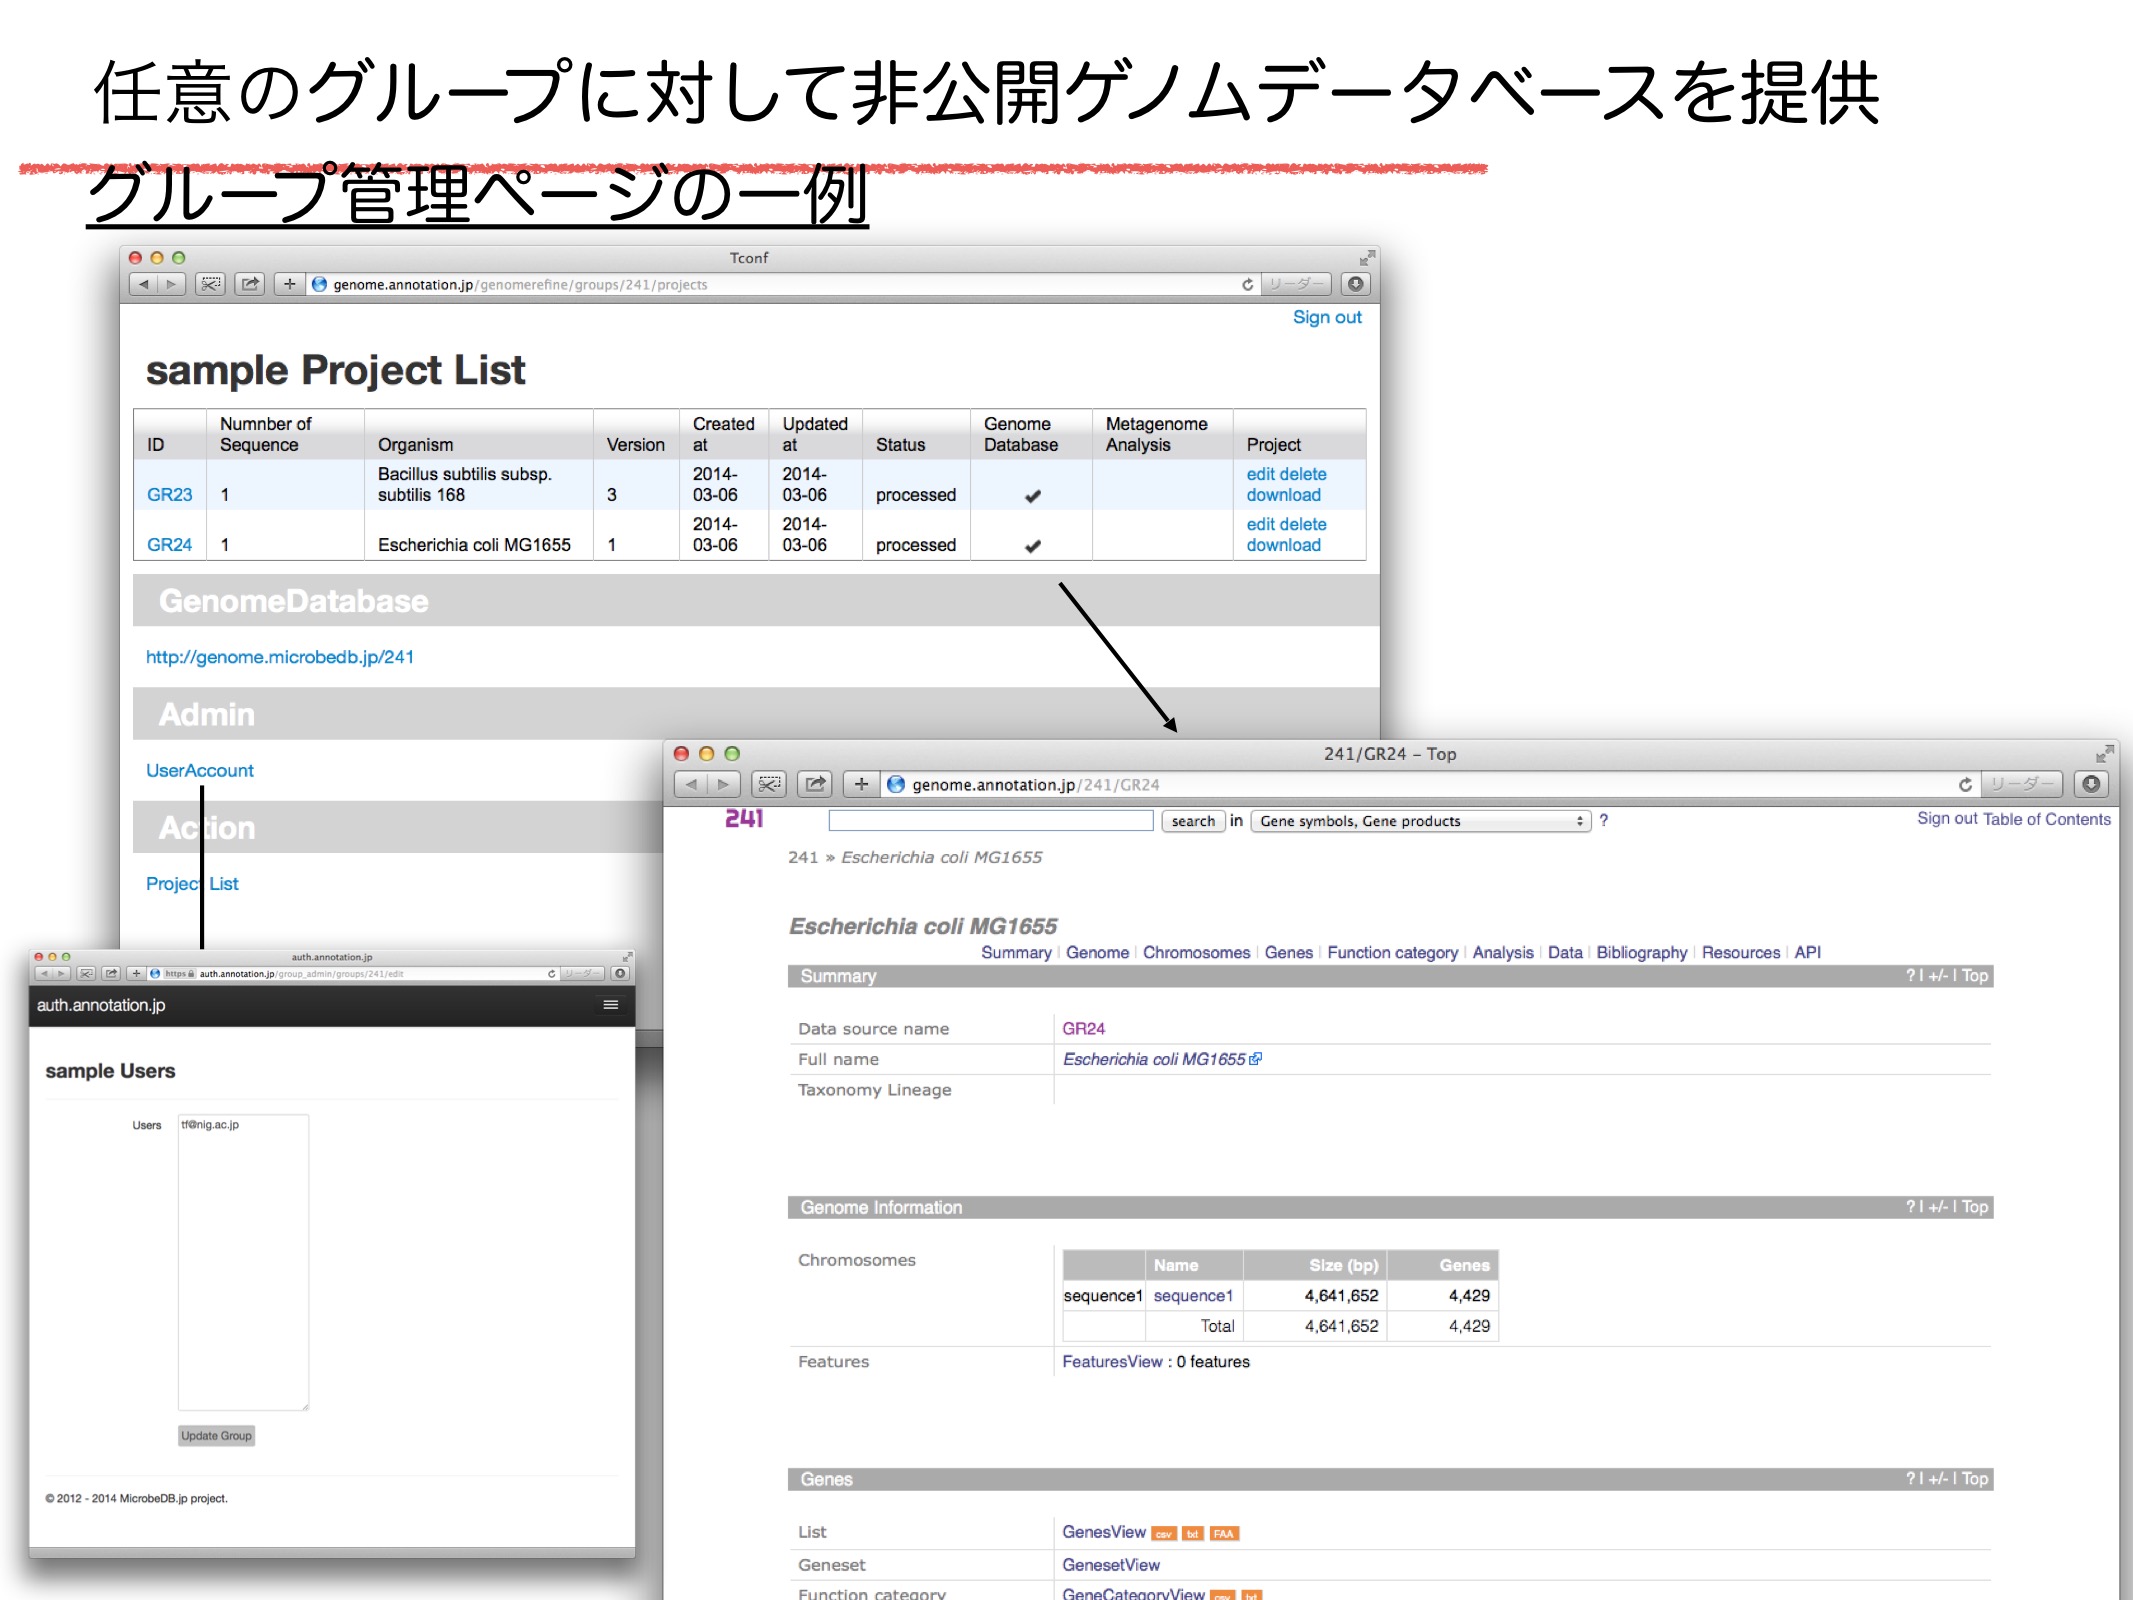 任意のグループに対して非公開ゲノムデータベースを提供
グループ管理ページの一例
Tconf
genome.annotation.jp/genomerefine/groups/241/projects
リーダー
Sign out
sample Project List
ID Numnber of Sequence Organism Version Created at Updated at Status Genome Database Metagenome Analysis Project
GR23 1 Bacillus subtilis subsp. subtilis 168 3 2014-03-06 2014-03-06 processed ✔ edit delete download
GR24 1 Escherichia coli MG1655 1 2014-03-06 2014-03-06 processed ✔ edit delete download
GenomeDatabase
http://genome.microbedb.jp/241
Admin
UserAccount
Action
Project List
auth.annotation.jp
https auth.annotation.jp/group_admin/groups/241/edit
リーダー
auth.annotation.jp
sample Users
Users tf@nig.ac.jp
Update Group
© 2012 - 2014 MicrobeDB.jp project.
241/GR24 – Top
genome.annotation.jp/241/GR24
リーダー
241 search in Gene symbols, Gene products ? Sign out Table of Contents
241 » Escherichia coli MG1655
Escherichia coli MG1655
Summary | Genome | Chromosomes | Genes | Function category | Analysis | Data | Bibliography | Resources | API
Summary ? | +/- | Top
Data source name GR24
Full name Escherichia coli MG1655
Taxonomy Lineage
Genome Information ? | +/- | Top
Chromosomes
Name Size (bp) Genes
sequence1 sequence1 4,641,652 4,429
Total 4,641,652 4,429
Features FeaturesView : 0 features
Genes ? | +/- | Top
List GenesView csv txt FAA
Geneset GenesetView
Function category GeneCategoryView csv txt